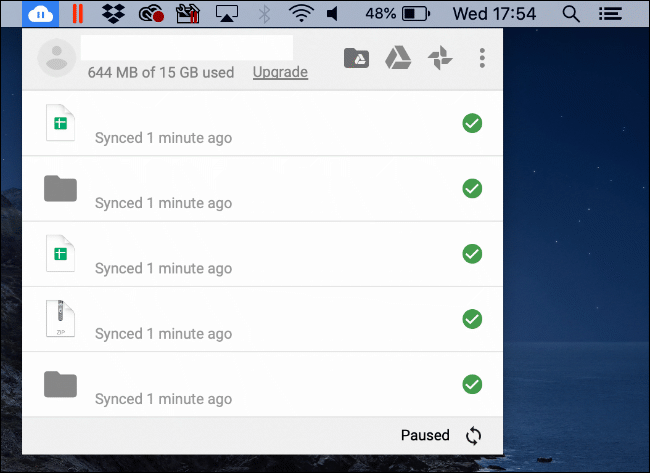 48% Wed 17:54
644 MB of 15 GB used Upgrade
Synced 1 minute ago
Synced 1 minute ago
Synced 1 minute ago
ZIP
Synced 1 minute ago
Synced 1 minute ago
Paused